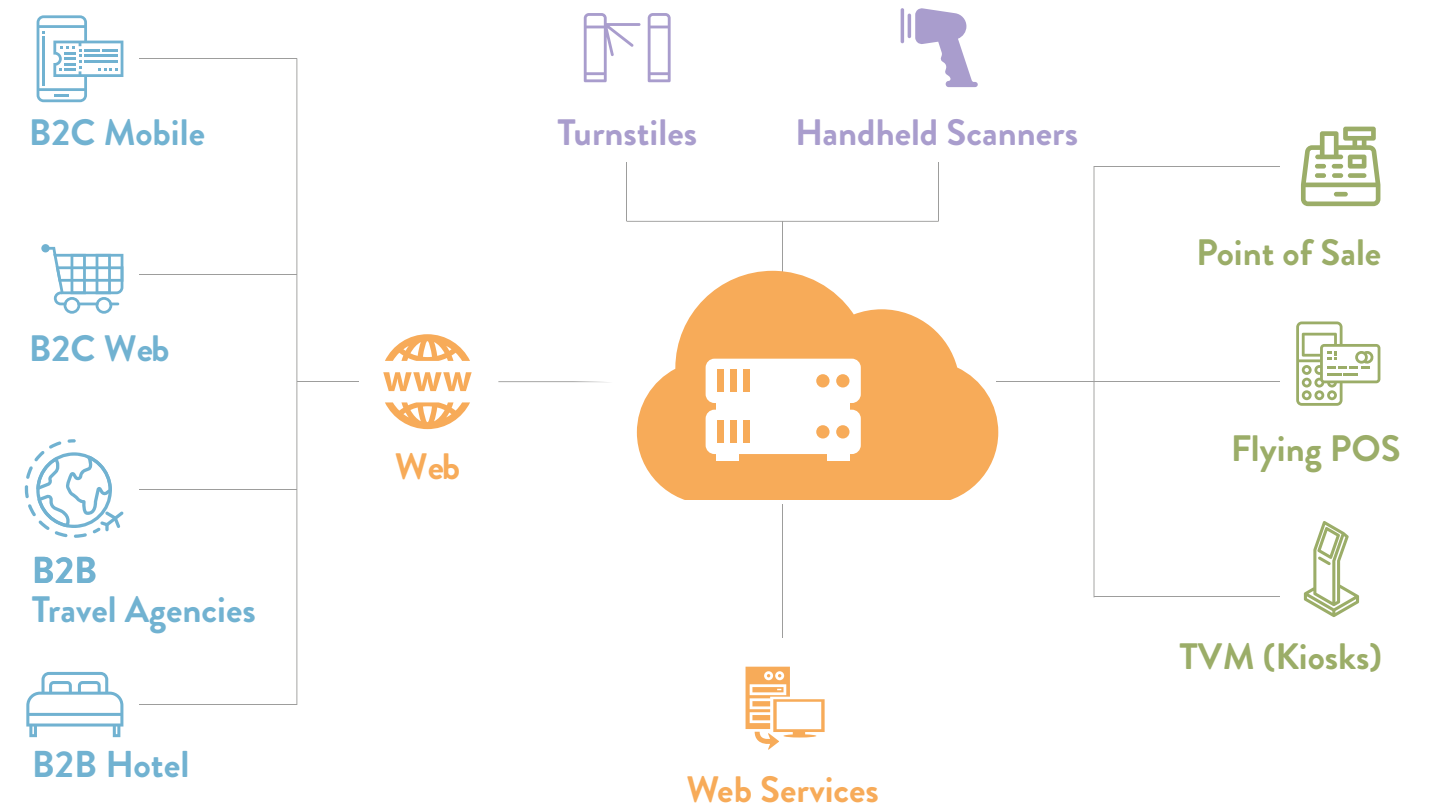 B2C Mobile
Turnstiles
Handheld Scanners
Point of Sale
B2C Web
WWW
Web
Flying POS
B2B
Travel Agencies
TVM (Kiosks)
B2B Hotel
Web Services